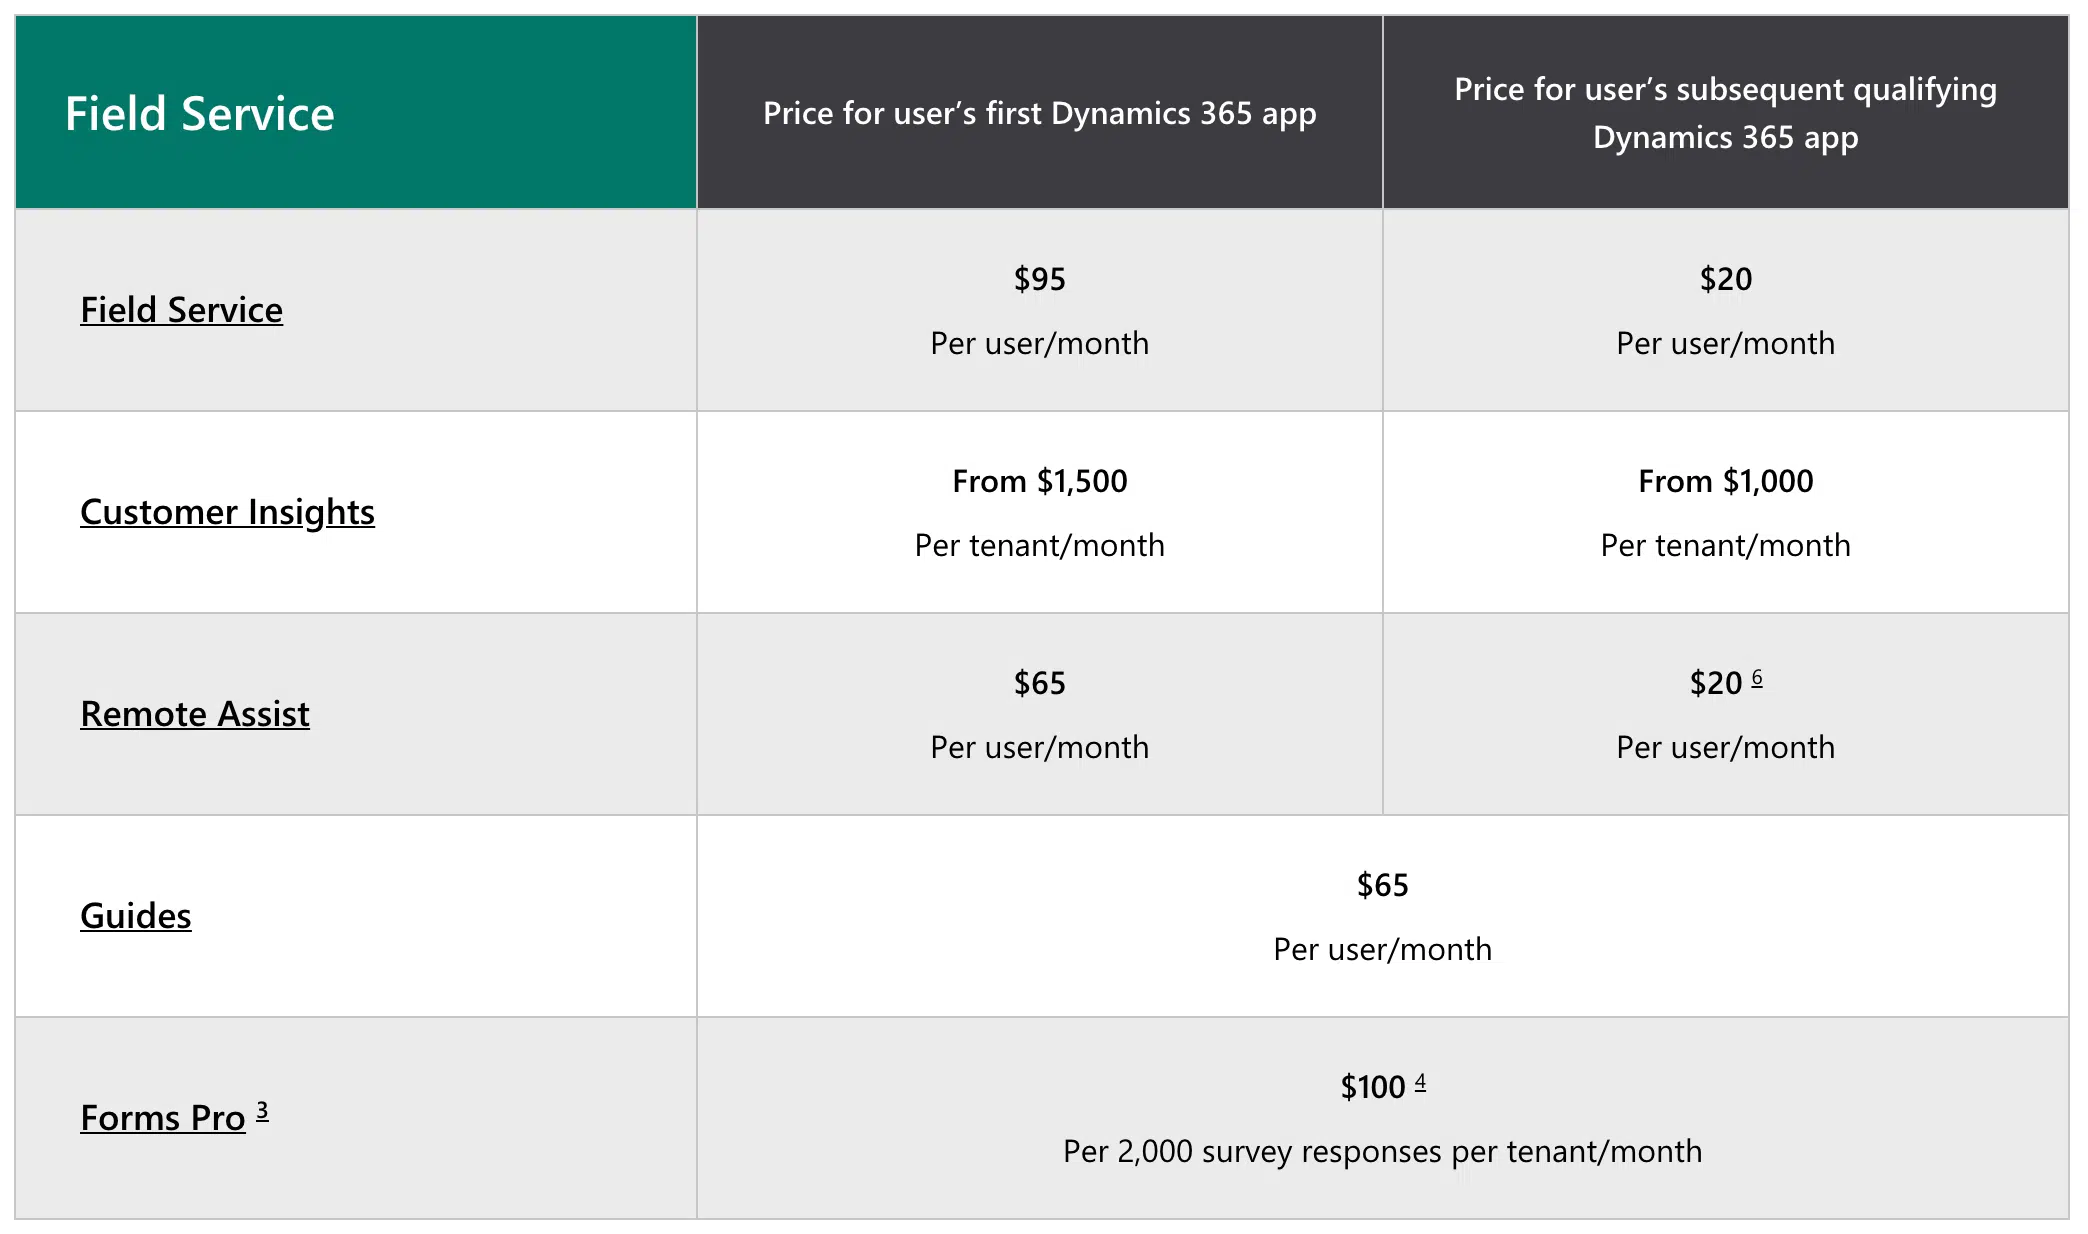 Field Service
Price for user’s first Dynamics 365 app
Price for user’s subsequent qualifying
Dynamics 365 app
Field Service
$95
Per user/month
$20
Per user/month
Customer Insights
From $1,500
Per tenant/month
From $1,000
Per tenant/month
Remote Assist
$65
Per user/month
$20 6
Per user/month
Guides
$65
Per user/month
Forms Pro 3
$100 4
Per 2,000 survey responses per tenant/month